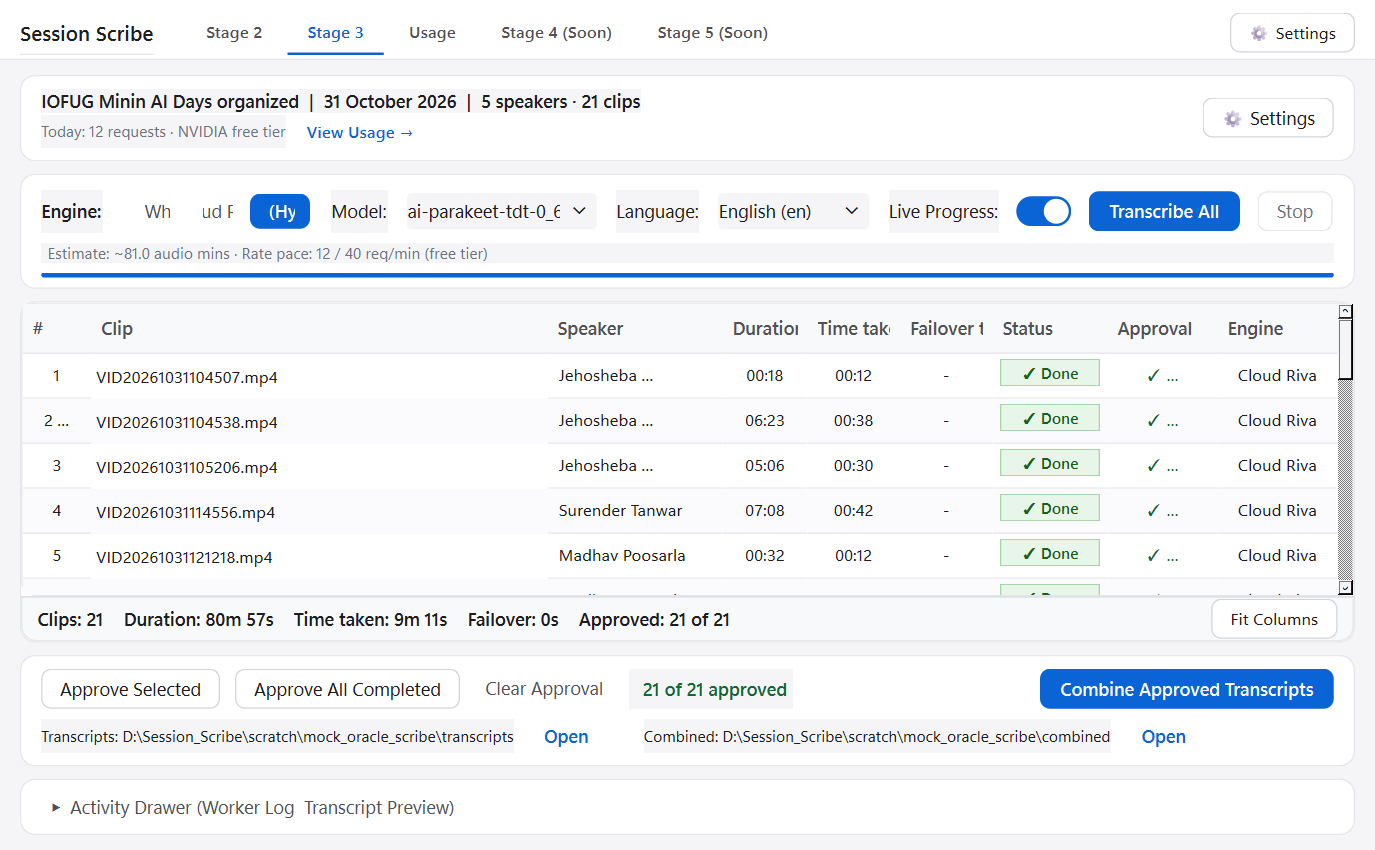 Session Scribe Stage 2 Stage 3 Usage Stage 4 (Soon) Stage 5 (Soon) Settings
IOFUG Minin AI Days organized | 31 October 2026 | 5 speakers · 21 clips
Today: 12 requests · NVIDIA free tier View Usage → Settings
Engine: Wh ud F (Hy Model: ai-parakeet-tdt-0_6 Language: English (en) Live Progress: Transcribe All Stop
Estimate: ~81.0 audio mins · Rate pace: 12 / 40 req/min (free tier)
# Clip Speaker Duration Time take Failover t Status Approval Engine
1 VID20261031104507.mp4 Jehosheba ... 00:18 00:12 - ✓ Done ✓ ... Cloud Riva
2 ... VID20261031104538.mp4 Jehosheba ... 06:23 00:38 - ✓ Done ✓ ... Cloud Riva
3 VID20261031105206.mp4 Jehosheba ... 05:06 00:30 - ✓ Done ✓ ... Cloud Riva
4 VID20261031114556.mp4 Surender Tanwar 07:08 00:42 - ✓ Done ✓ ... Cloud Riva
5 VID20261031121218.mp4 Madhav Poosarla 00:32 00:12 - ✓ Done ✓ ... Cloud Riva
Clips: 21 Duration: 80m 57s Time taken: 9m 11s Failover: 0s Approved: 21 of 21 Fit Columns
Approve Selected Approve All Completed Clear Approval 21 of 21 approved Combine Approved Transcripts
Transcripts: D:\Session_Scribe\scratch\mock_oracle_scribe\transcripts Open Combined: D:\Session_Scribe\scratch\mock_oracle_scribe\combined Open
▸ Activity Drawer (Worker Log Transcript Preview)